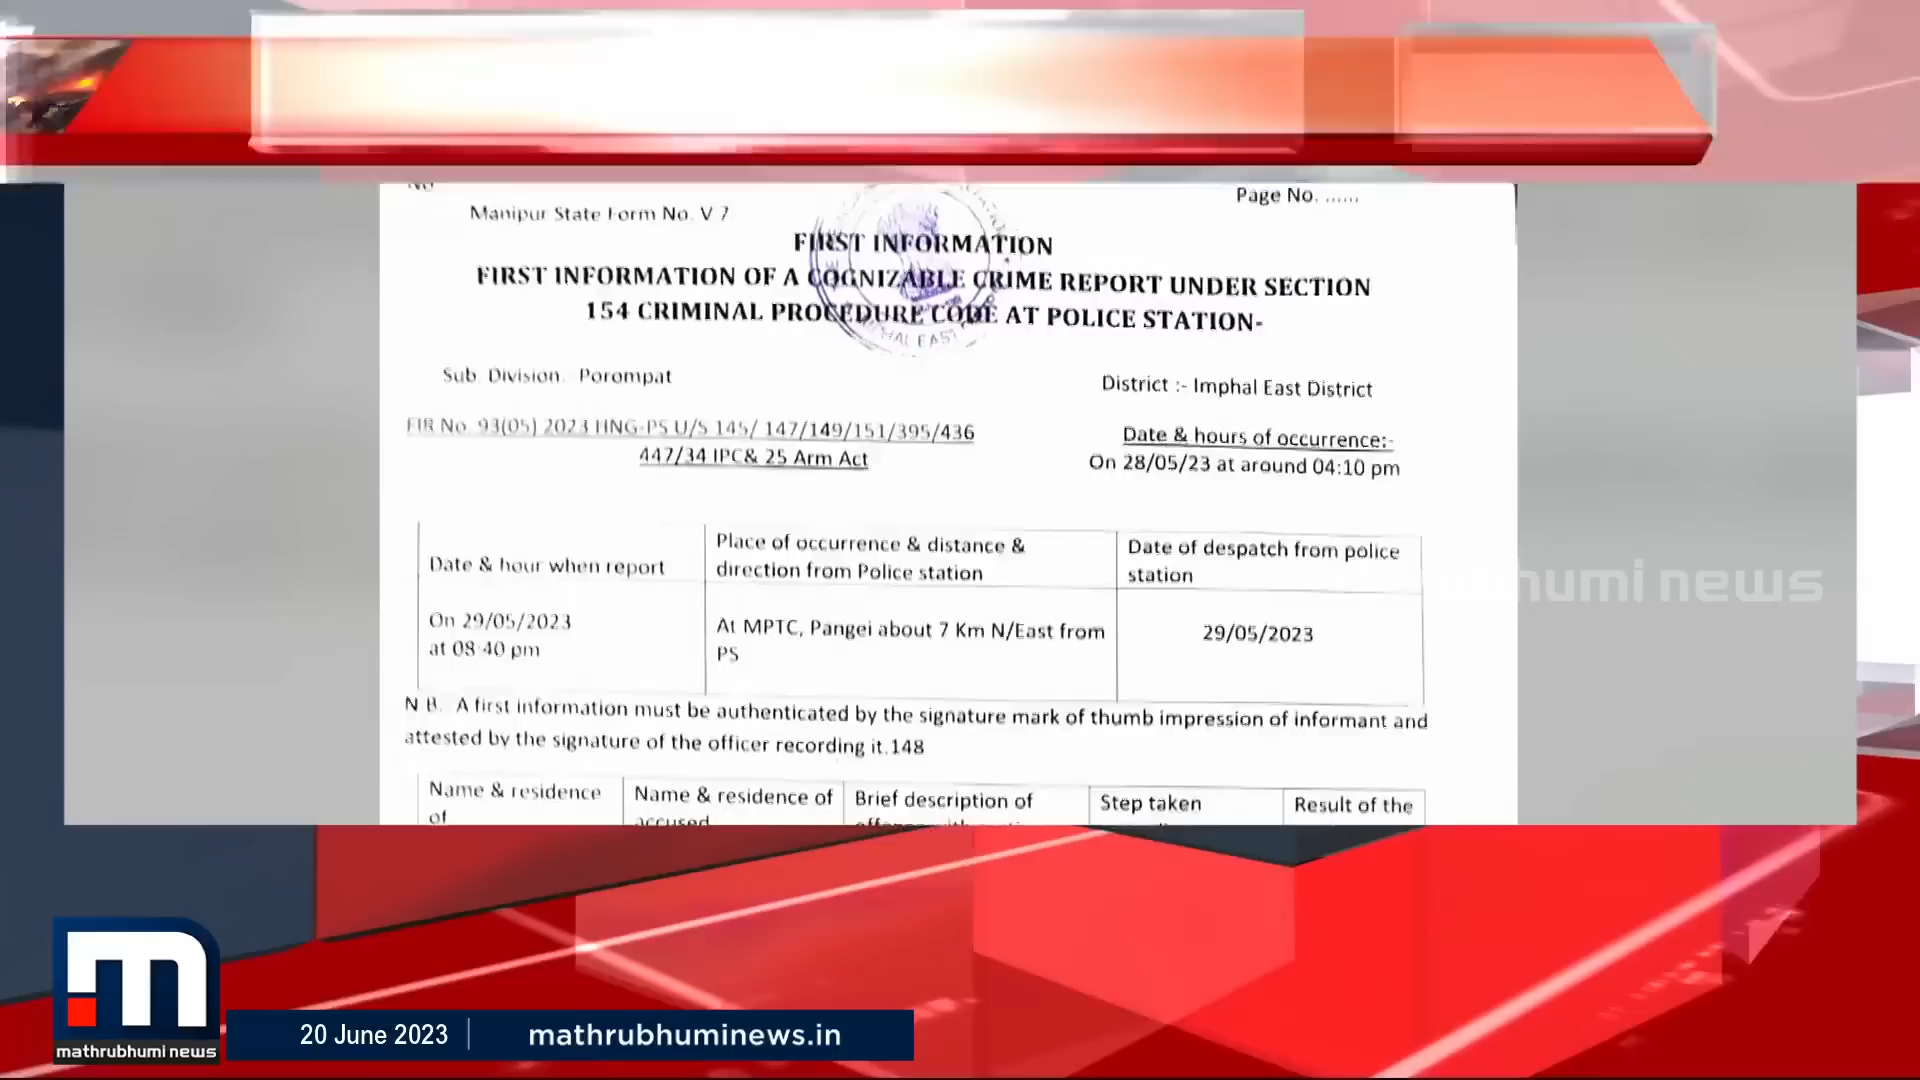 Page No. ......
Manipur State Form No. V 7
FIRST INFORMATION
FIRST INFORMATION OF A COGNIZABLE CRIME REPORT UNDER SECTION
154 CRIMINAL PROCEDURE CODE AT POLICE STATION-
HAL EAST
Sub. Division. Porompat
District :- Imphal East District
FIR No. 93(05) 2023 HNG-PS U/S 145/ 147/149/151/395/436
447/34 IPC& 25 Arm Act
Date & hours of occurrence:-
On 28/05/23 at around 04:10 pm
Date & hour when report
Place of occurrence & distance &
direction from Police station
Date of despatch from police
station
On 29/05/2023
at 08:40 pm
At MPTC, Pangei about 7 Km N/East from
PS
29/05/2023
N B. A first information must be authenticated by the signature mark of thumb impression of informant and
attested by the signature of the officer recording it.148
Name & residence
of
Name & residence of
accused
Brief description of
Step taken
Result of the
humi news
mathrubhumi news
20 June 2023
mathrubhuminews.in